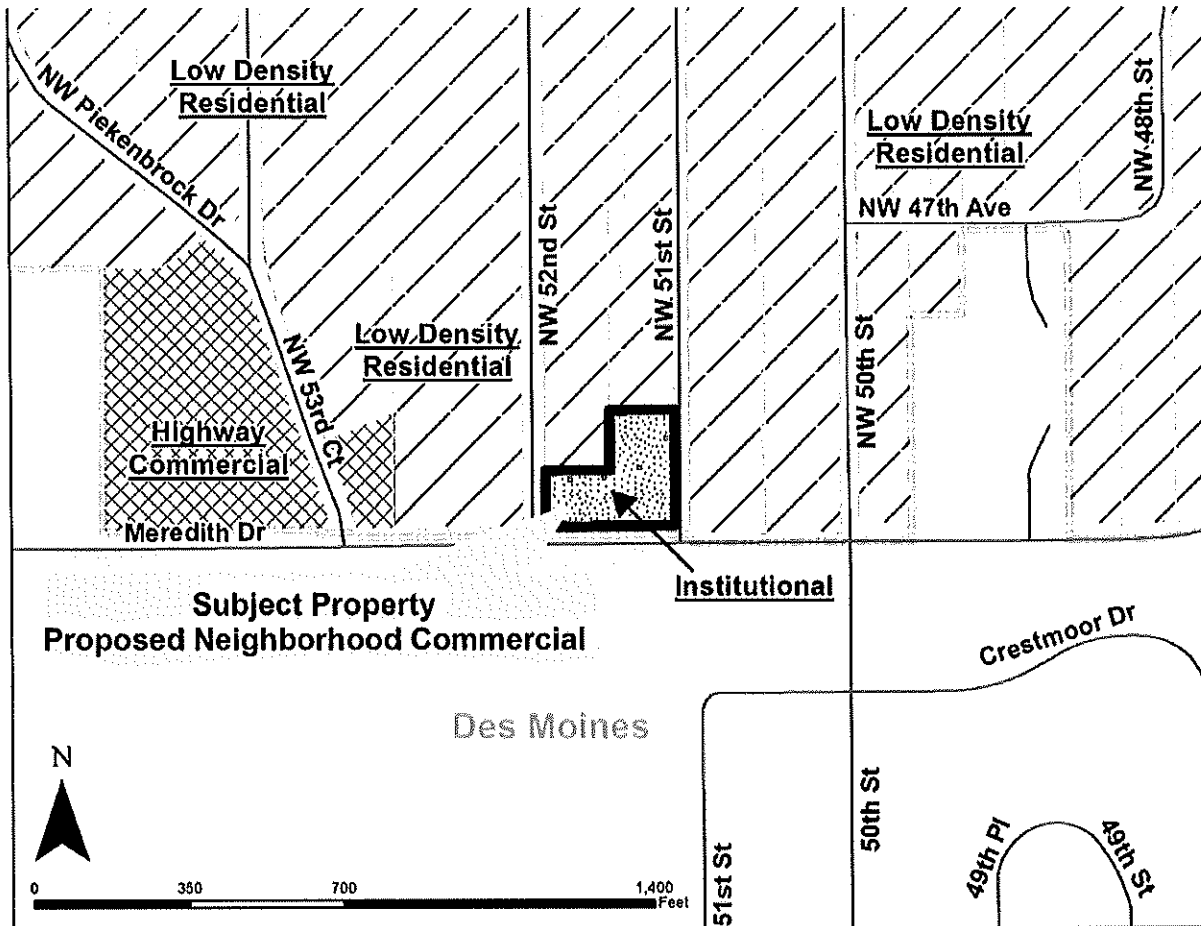 Low Density
Residential
NW Piekenbrock Dr
Low Density
Residential
NW 48th St
NW 47th Ave
NW 52nd St
NW 51st St
NW 50th St
Low Density
Residential
NW 53rd Ct
Highway
Commercial
Meredith Dr
Institutional
Subject Property
Proposed Neighborhood Commercial
Crestmoor Dr
Des Moines
N
50th St
51st St
49th Pl
49th St
0 350 700 1,400
Feet